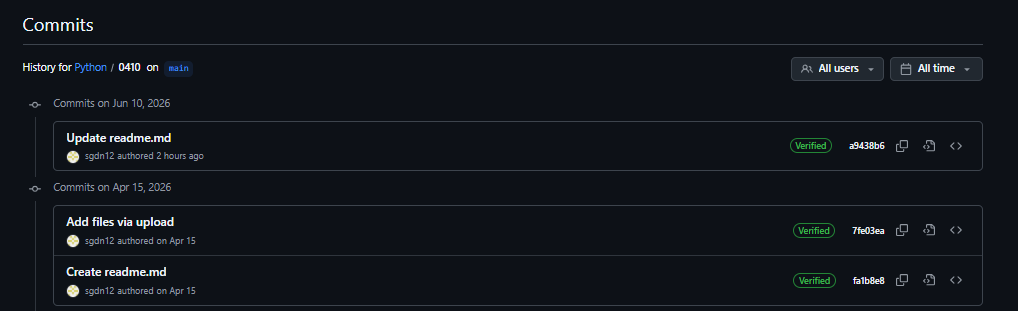 Commits
History for Python / 0410 on main
All users
All time
Commits on Jun 10, 2026
Update readme.md
Verified
a9438b6
sgdn12 authored 2 hours ago
Commits on Apr 15, 2026
Add files via upload
Verified
7fe03ea
sgdn12 authored on Apr 15
Create readme.md
Verified
fa1b8e8
sgdn12 authored on Apr 15